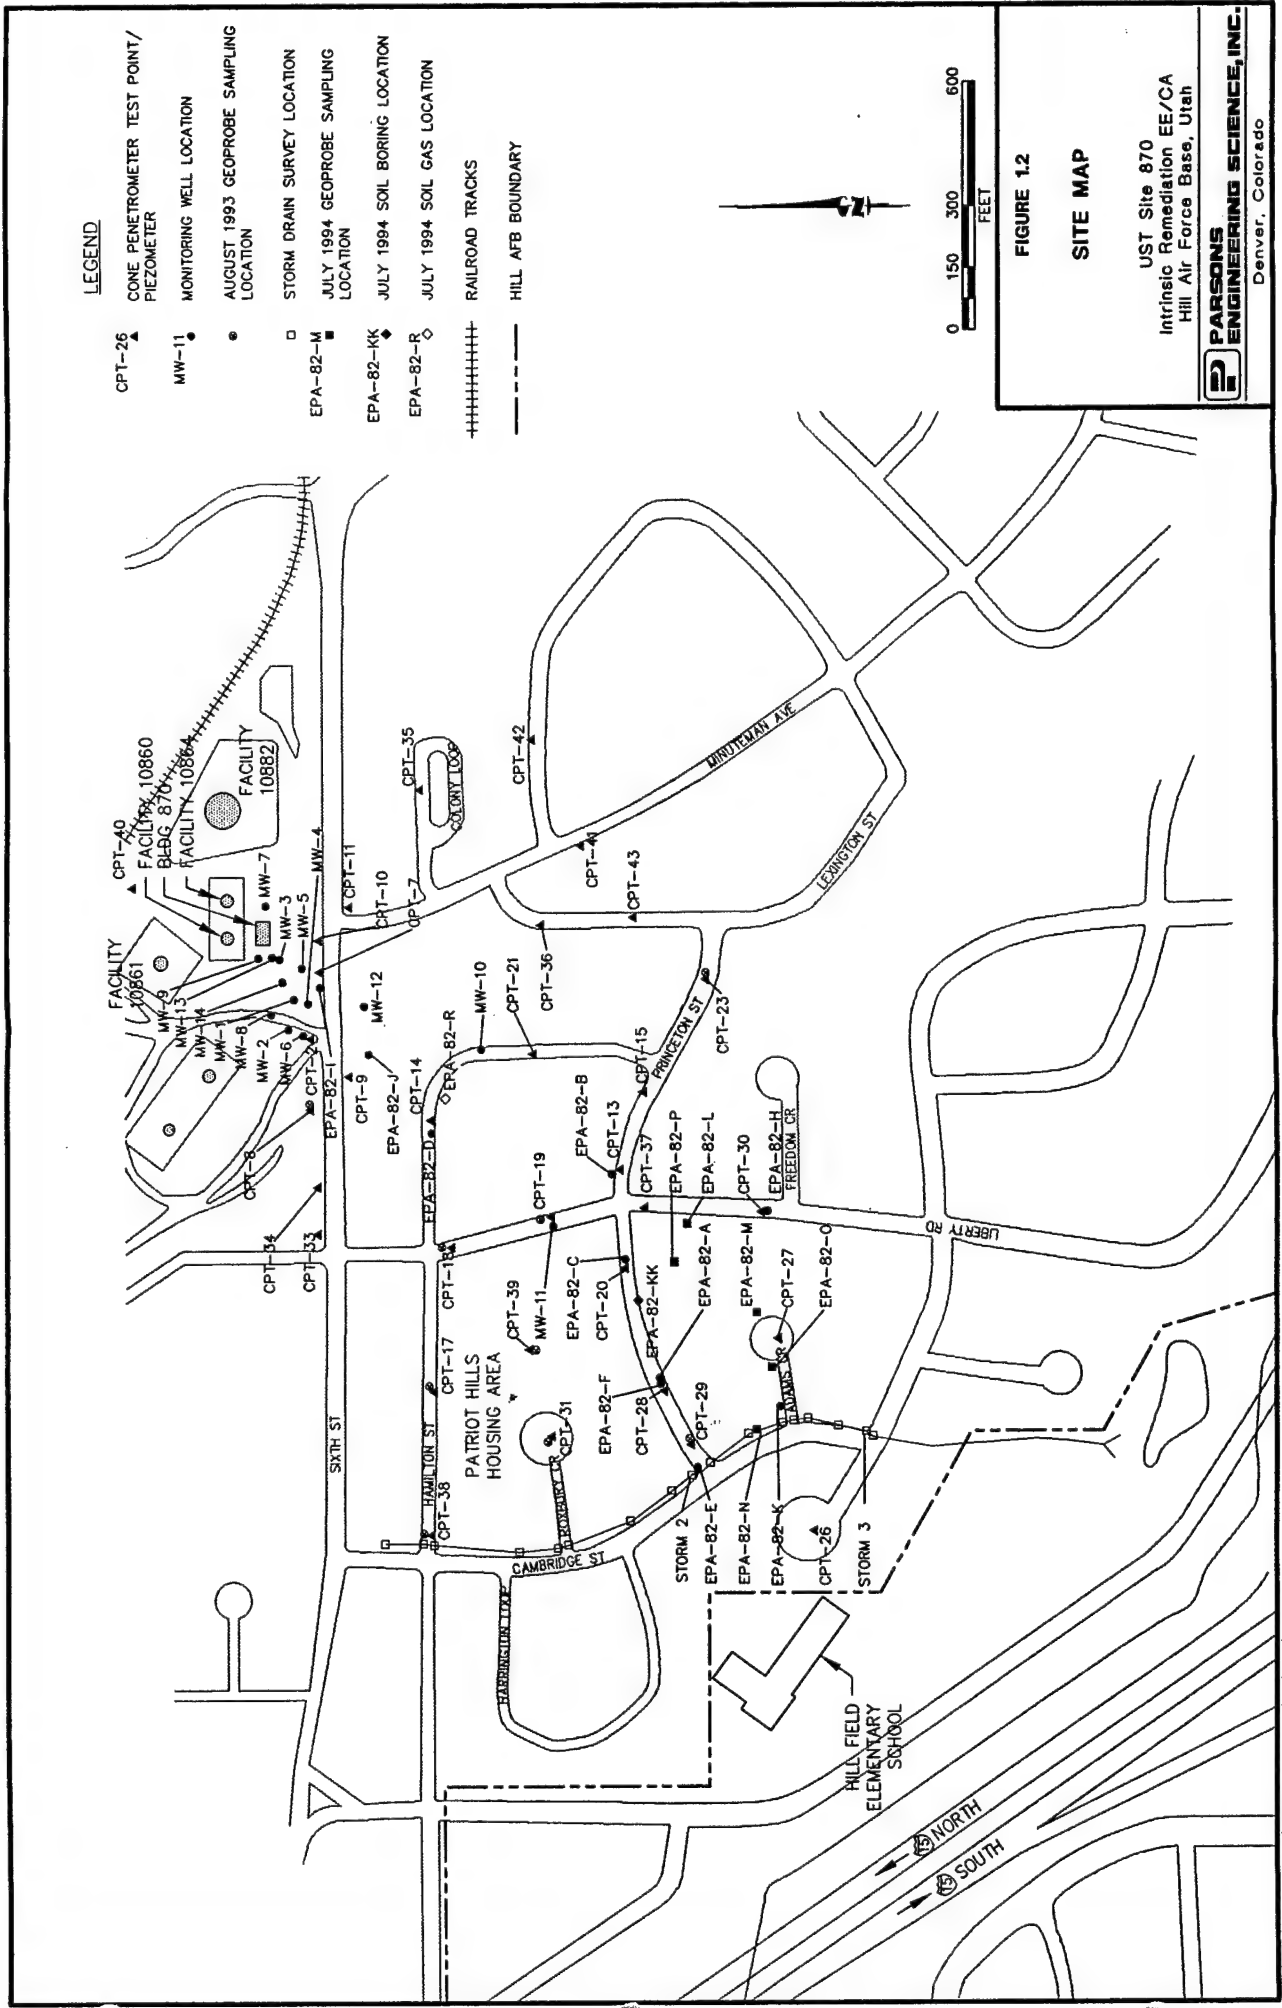 LEGEND
CPT-26
CONE PENETROMETER TEST POINT/
PIEZOMETER
MW-11
MONITORING WELL LOCATION
AUGUST 1993 GEOPROBE SAMPLING
LOCATION
STORM DRAIN SURVEY LOCATION
EPA-82-M
JULY 1994 GEOPROBE SAMPLING
LOCATION
EPA-82-KK
JULY 1994 SOIL BORING LOCATION
EPA-82-R
JULY 1994 SOIL GAS LOCATION
RAILROAD TRACKS
HILL AFB BOUNDARY
CPT-40
FACILITY 10860
BLDG 870
FACILITY 10864
FACILITY
10882
FACILITY
10861
MW-7
MW-3
MW-5
MW-4
MW-9
MW-13
MW-14
MW-1
MW-8
MW-2
MW-6
CPT-12
EPA-82-I
CPT-8
CPT-34
CPT-33
CPT-11
CPT-10
CPT-7
MW-12
CPT-9
EPA-82-J
CPT-14
EPA-82-D
EPA-82-R
MW-10
CPT-21
CPT-36
CPT-35
COLONY LOOP
CPT-42
CPT-41
CPT-43
MINUTEMAN AVE
LEXINGTON ST
PRINCETON ST
CPT-23
CPT-15
EPA-82-B
CPT-13
CPT-37
EPA-82-P
EPA-82-L
CPT-30
EPA-82-H
FREEDOM CR
LIBERTY RD
SIXTH ST
HAMILTON ST
CPT-18
CPT-19
CPT-17
CPT-38
CPT-39
MW-11
PATRIOT HILLS
HOUSING AREA
EPA-82-C
CPT-20
EPA-82-KK
EPA-82-A
EPA-82-M
CPT-27
EPA-82-O
ADAMS CR
CPT-31
ROXBURY CR
EPA-82-F
CPT-28
CPT-29
CAMBRIDGE ST
HARRINGTON LOOP
STORM 2
EPA-82-E
EPA-82-N
EPA-82-K
CPT-26
STORM 3
HILL FIELD
ELEMENTARY
SCHOOL
15 NORTH
15 SOUTH
N
0 150 300 600
FEET
FIGURE 1.2
SITE MAP
UST Site 870
Intrinsic Remediation EE/CA
Hill Air Force Base, Utah
PARSONS
ENGINEERING SCIENCE, INC.
Denver, Colorado